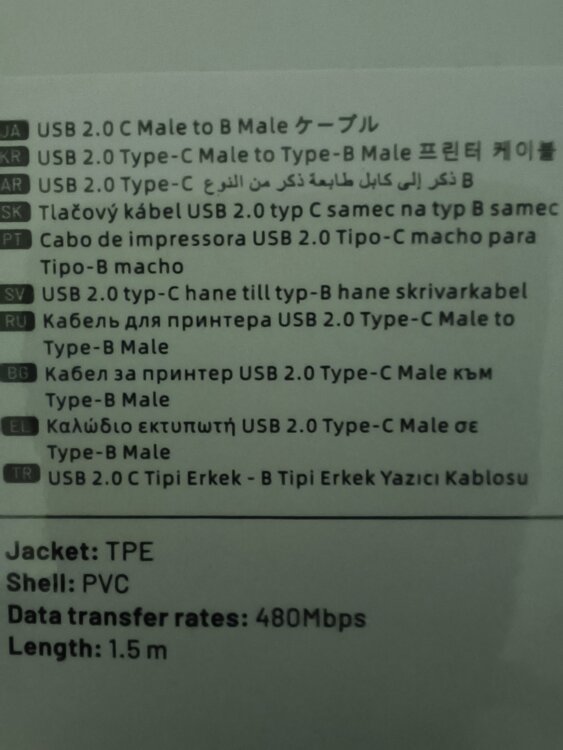 JA USB 2.0 C Male to B Male ケーブル
KR USB 2.0 Type-C Male to Type-B Male 프린터 케이블
AR USB 2.0 Type-C ذكر إلى كابل طابعة ذكر من النوع B
SK Tlačový kábel USB 2.0 typ C samec na typ B samec
PT Cabo de impressora USB 2.0 Tipo-C macho para
Tipo-B macho
SV USB 2.0 typ-C hane till typ-B hane skrivarkabel
RU Кабель для принтера USB 2.0 Type-C Male to
Type-B Male
BG Кабел за принтер USB 2.0 Type-C Male към
Type-B Male
EL Καλώδιο εκτυπωτή USB 2.0 Type-C Male σε
Type-B Male
TR USB 2.0 C Tipi Erkek - B Tipi Erkek Yazıcı Kablosu
Jacket: TPE
Shell: PVC
Data transfer rates: 480Mbps
Length: 1.5 m